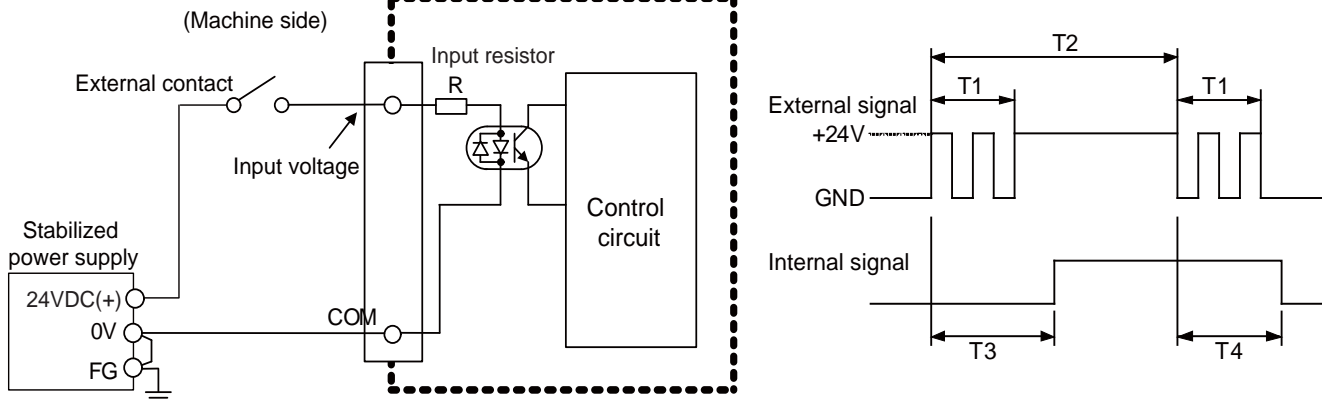 (Machine side)
Input resistor
External contact
R
Input voltage
Control
circuit
Stabilized
power supply
24VDC(+)
0V
COM
FG
T2
T1
T1
External signal
+24V
GND
Internal signal
T3
T4